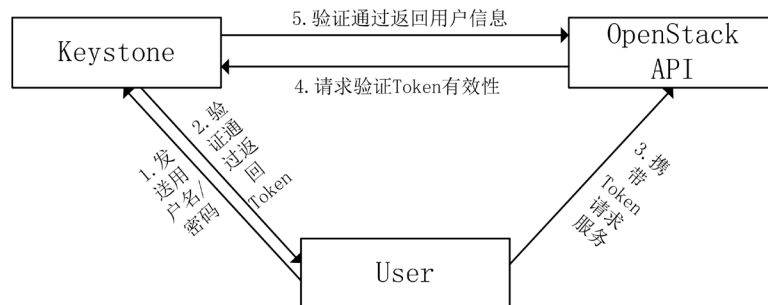 5.验证通过返回用户信息
Keystone
OpenStack
API
4.请求验证Token有效性
1.发
送用
户名/
密码
2.验
证通
过返
回
Token
3.携
带
Token
请求
服务
User